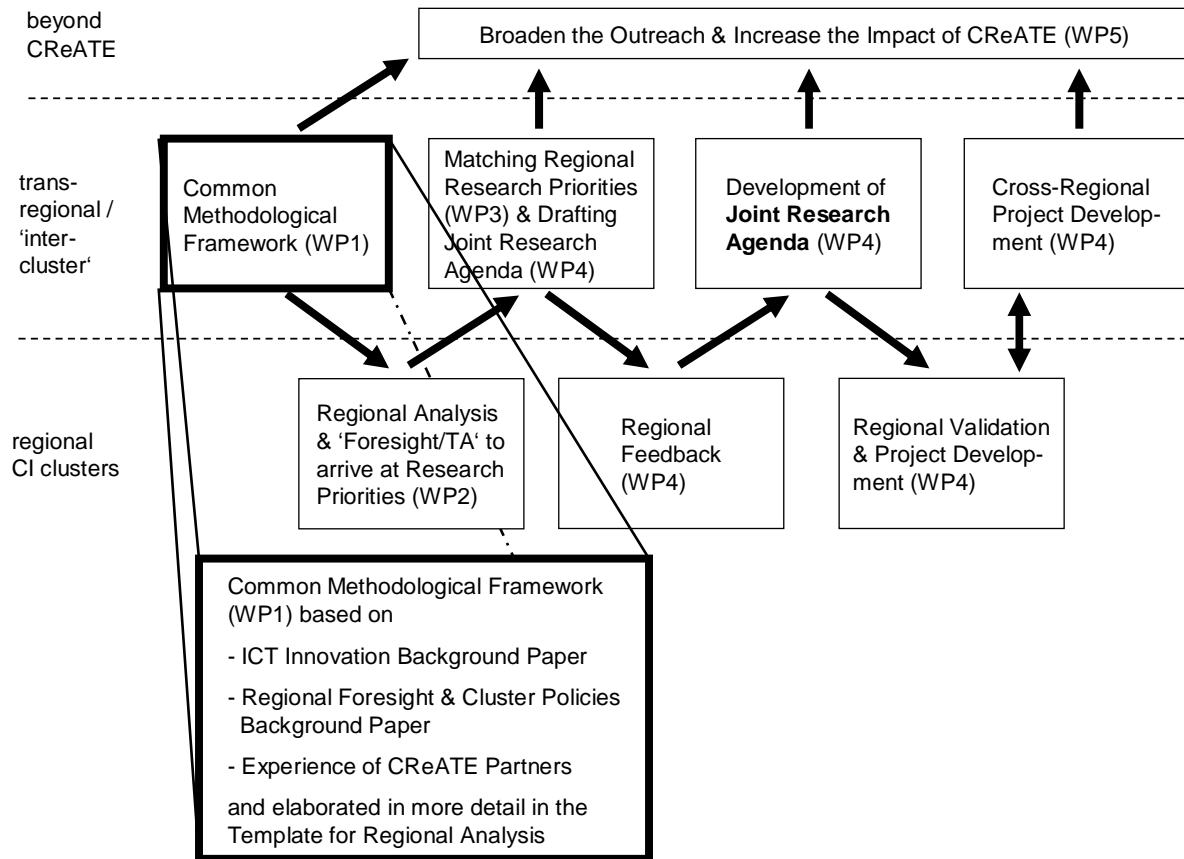 beyond
CReATE
Broaden the Outreach & Increase the Impact of CReATE (WP5)
trans-
regional /
‘inter-
cluster‘
Common
Methodological
Framework (WP1)
Matching Regional
Research Priorities
(WP3) & Drafting
Joint Research
Agenda (WP4)
Development of
Joint Research
Agenda (WP4)
Cross-Regional
Project Develop-
ment (WP4)
regional
CI clusters
Regional Analysis
& ‘Foresight/TA‘ to
arrive at Research
Priorities (WP2)
Regional
Feedback
(WP4)
Regional Validation
& Project Develop-
ment (WP4)
Common Methodological Framework
(WP1) based on
- ICT Innovation Background Paper
- Regional Foresight & Cluster Policies
Background Paper
- Experience of CReATE Partners
and elaborated in more detail in the
Template for Regional Analysis